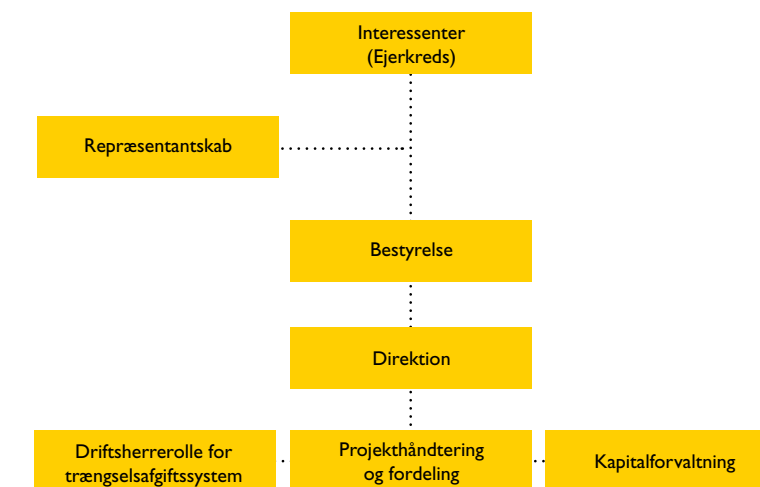 Interessenter
(Ejerkreds)
Repræsentantskab
Bestyrelse
Direktion
Driftsherrerolle for
trængselsafgiftssystem
Projekthåndtering
og fordeling
Kapitalforvaltning